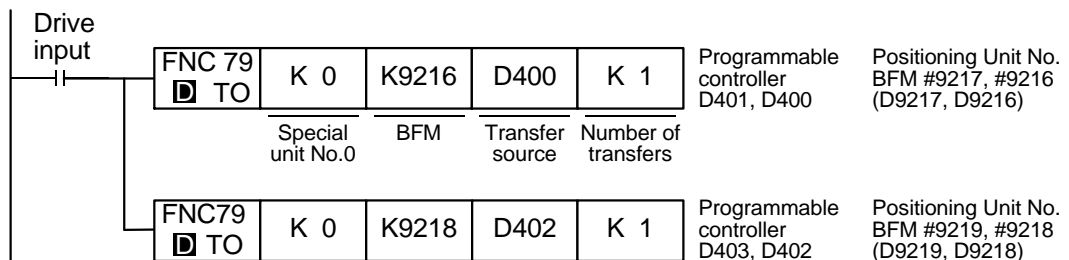 Drive
input
FNC 79
D TO
K 0
K9216
D400
K 1
Programmable
controller
D401, D400
Positioning Unit No.
BFM #9217, #9216
(D9217, D9216)
Special
unit No.0
BFM
Transfer
source
Number of
transfers
FNC79
D TO
K 0
K9218
D402
K 1
Programmable
controller
D403, D402
Positioning Unit No.
BFM #9219, #9218
(D9219, D9218)